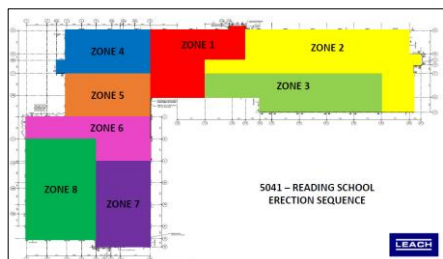 ZONE 1
ZONE 2
ZONE 4
ZONE 3
ZONE 5
ZONE 6
ZONE 8
ZONE 7
5041 – READING SCHOOL
ERECTION SEQUENCE
LEACH